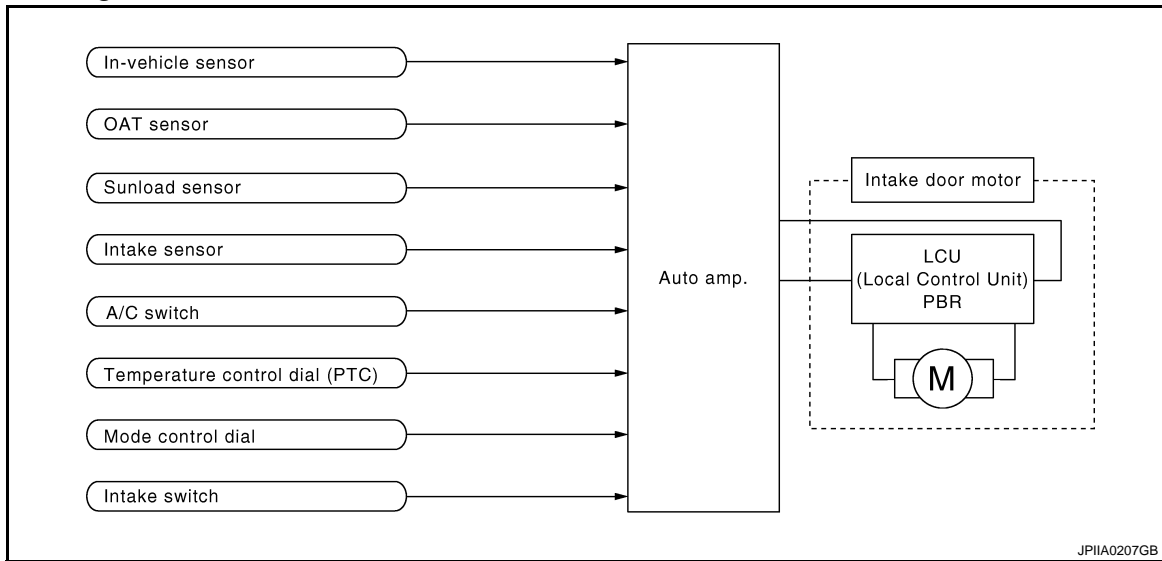 In-vehicle sensor
OAT sensor
Sunload sensor
Intake sensor
A/C switch
Temperature control dial (PTC)
Mode control dial
Intake switch
Auto amp.
Intake door motor
LCU
(Local Control Unit)
PBR
M
JPIIA0207GB